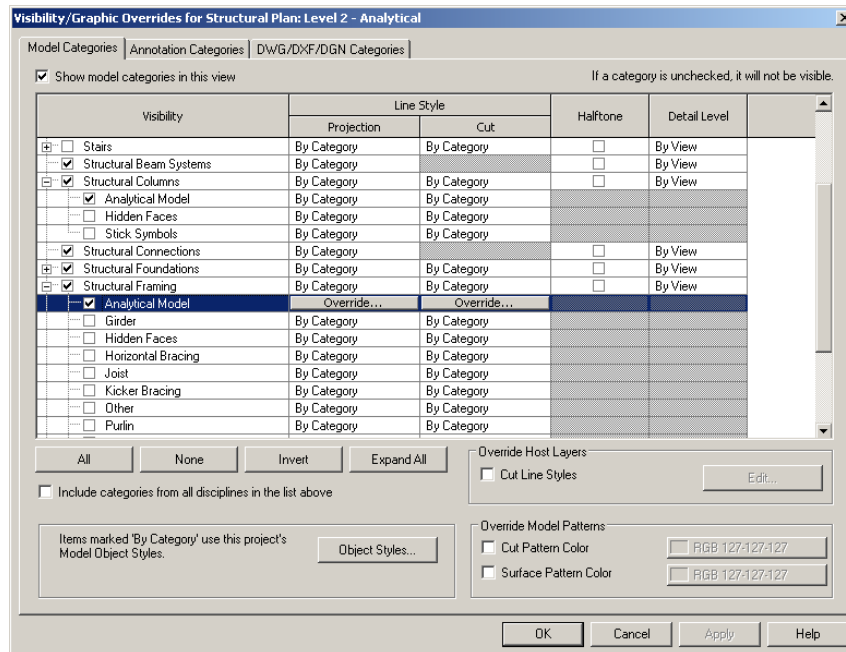 Visibility/Graphic Overrides for Structural Plan: Level 2 - Analytical
Model Categories Annotation Categories DWG/DXF/DGN Categories
Show model categories in this view If a category is unchecked, it will not be visible.
Visibility Line Style Halftone Detail Level
Projection Cut
Stairs By Category By Category By View
Structural Beam Systems By Category By View
Structural Columns By Category By Category By View
Analytical Model By Category By Category
Hidden Faces By Category By Category
Stick Symbols By Category By Category
Structural Connections By Category By View
Structural Foundations By Category By Category By View
Structural Framing By Category By Category By View
Analytical Model Override... Override...
Girder By Category By Category
Hidden Faces By Category By Category
Horizontal Bracing By Category By Category
Joist By Category By Category
Kicker Bracing By Category By Category
Other By Category By Category
Purlin By Category By Category
All None Invert Expand All
Include categories from all disciplines in the list above
Override Host Layers
Cut Line Styles Edit...
Items marked 'By Category' use this project's
Model Object Styles.
Object Styles...
Override Model Patterns
Cut Pattern Color RGB 127-127-127
Surface Pattern Color RGB 127-127-127
OK Cancel Apply Help